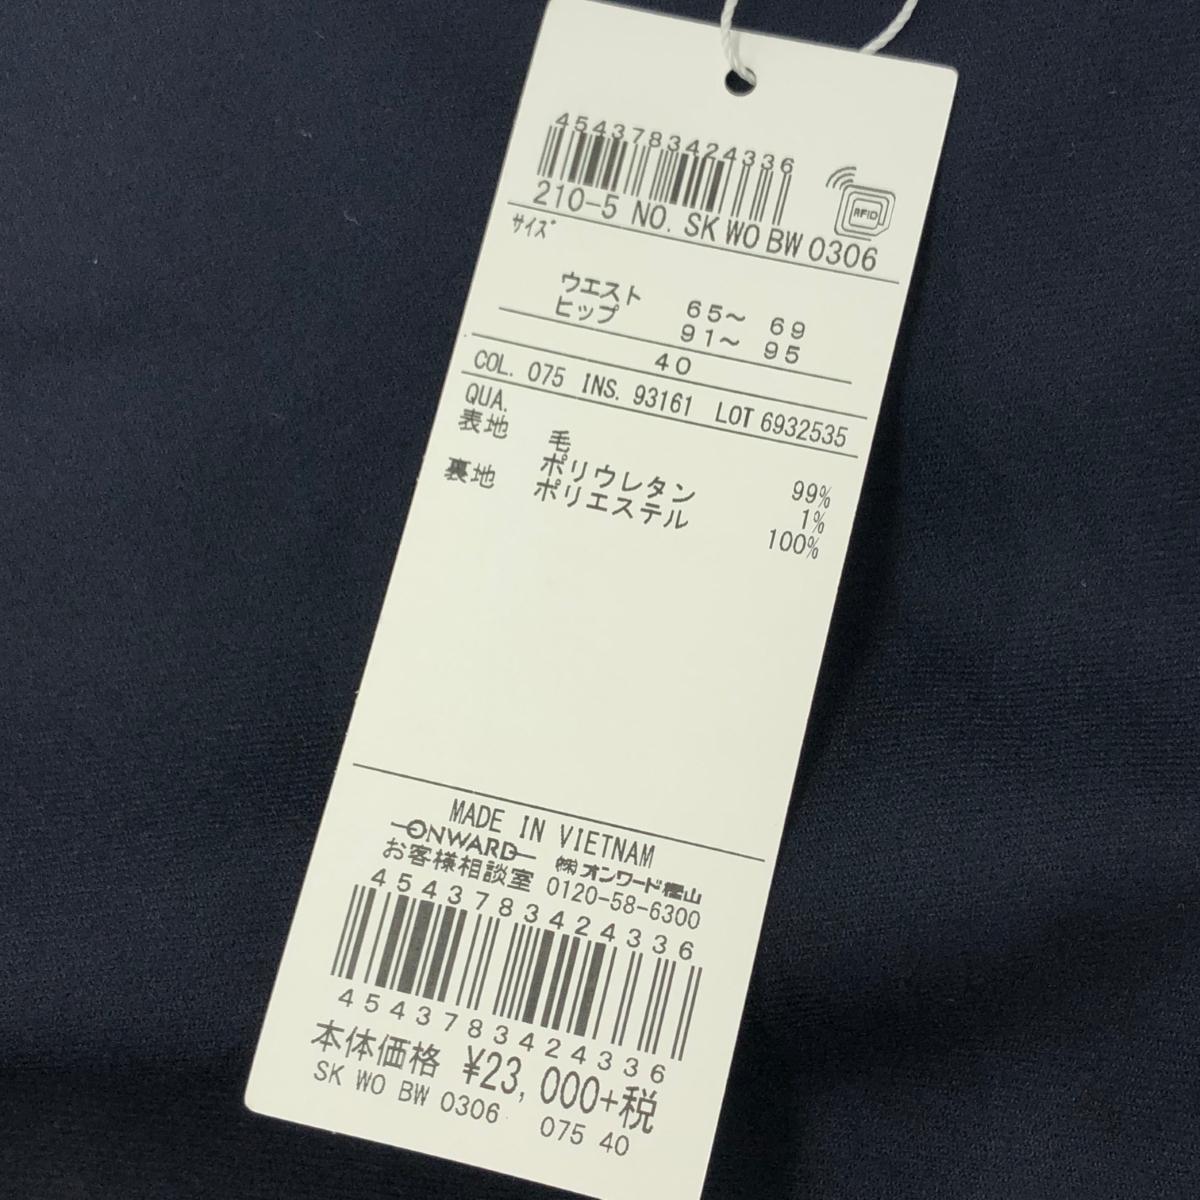 4543783424336
RFID
210-5 NO. SK WO BW 0306
サイズ
ウエスト 65～ 69
ヒップ 91～ 95
40
COL. 075 INS. 93161 LOT 6932535
QUA.
表地 毛 99%
ポリウレタン 1%
裏地 ポリエステル 100%
MADE IN VIETNAM
ONWARD ㈱オンワード樫山
お客様相談室 0120-58-6300
4543783424336
4543783424336
本体価格 ¥23,000+税
SK WO BW 0306 075 40